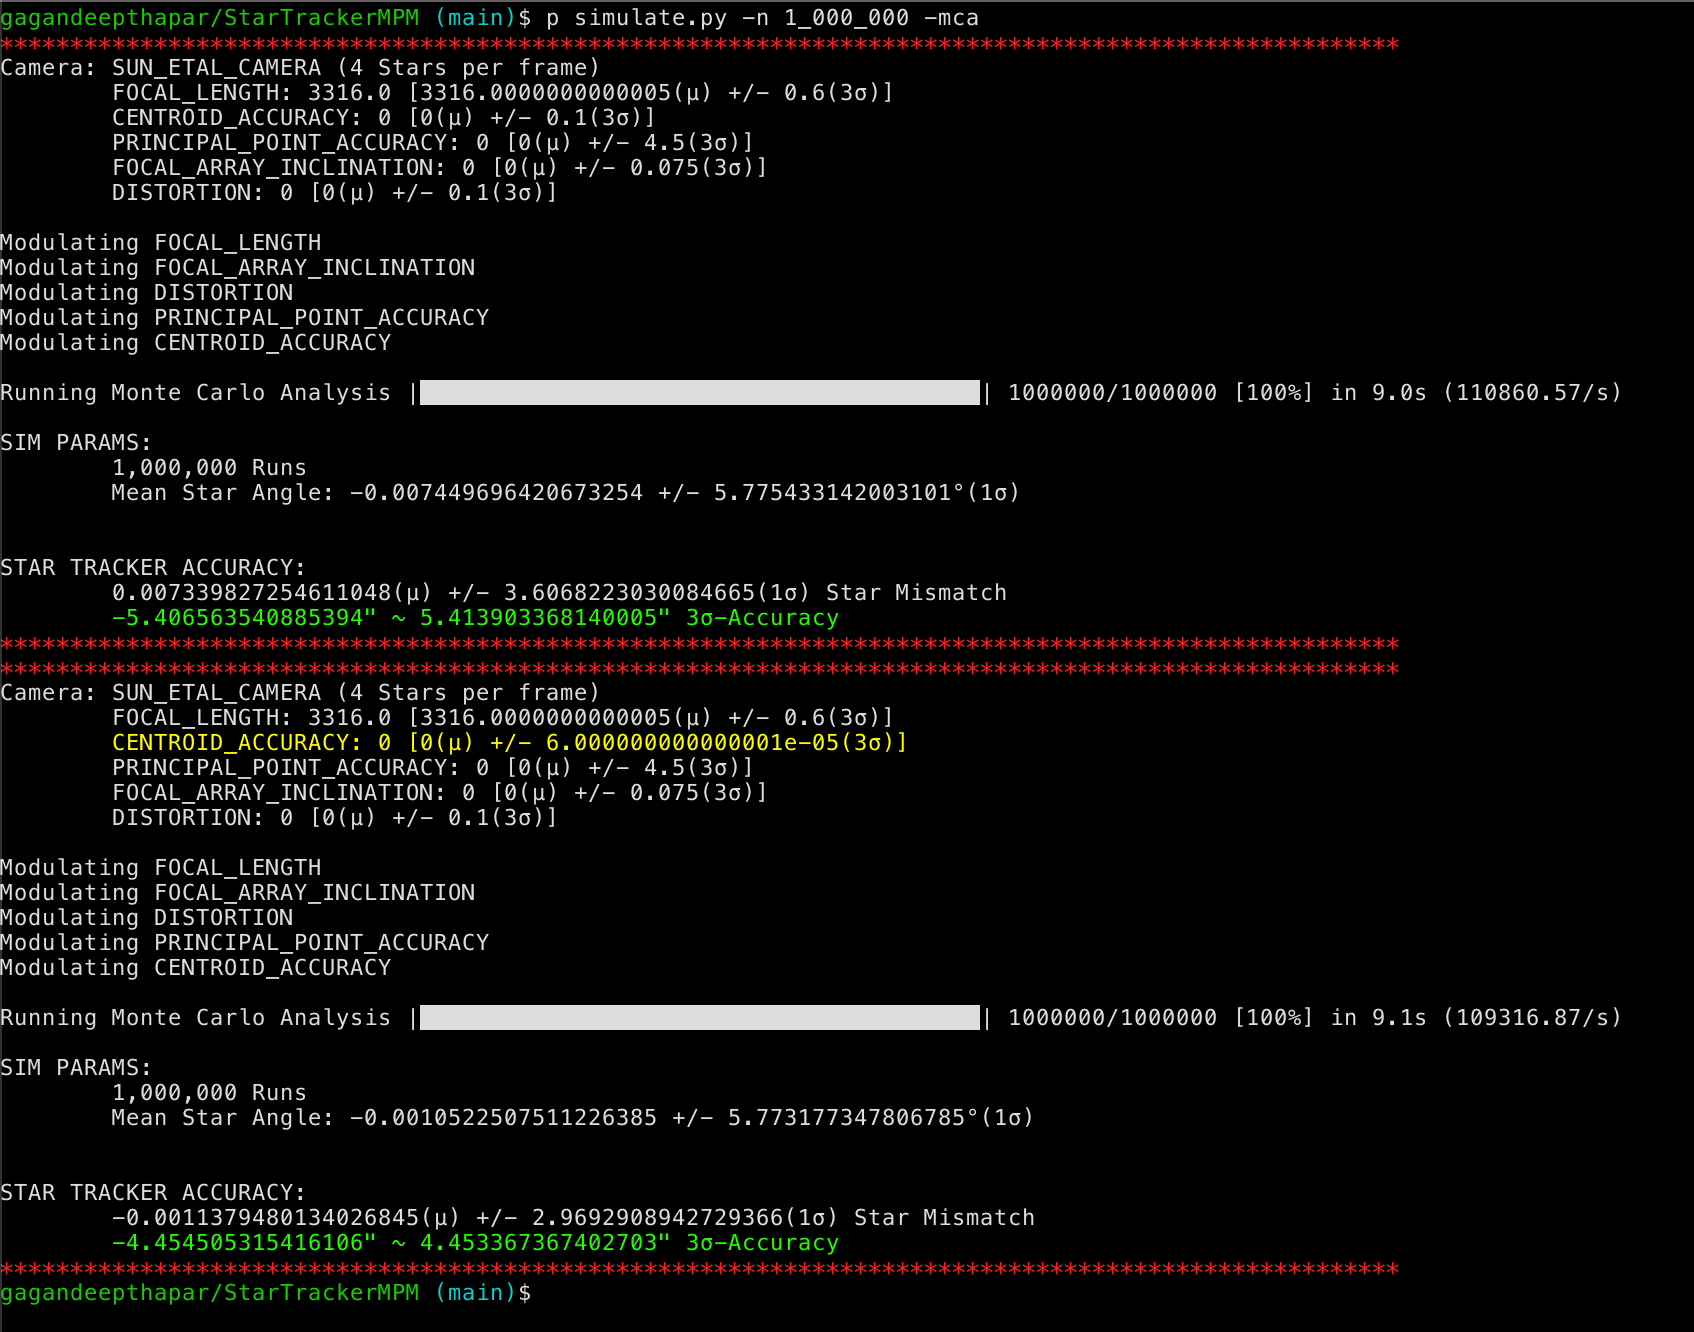 gagandeepthapar/StarTrackerMPM (main)$ p simulate.py -n 1_000_000 -mca
****************************************************************************************************
Camera: SUN_ETAL_CAMERA (4 Stars per frame)
FOCAL_LENGTH: 3316.0 [3316.0000000000005(μ) +/- 0.6(3σ)]
CENTROID_ACCURACY: 0 [0(μ) +/- 0.1(3σ)]
PRINCIPAL_POINT_ACCURACY: 0 [0(μ) +/- 4.5(3σ)]
FOCAL_ARRAY_INCLINATION: 0 [0(μ) +/- 0.075(3σ)]
DISTORTION: 0 [0(μ) +/- 0.1(3σ)]
Modulating FOCAL_LENGTH
Modulating FOCAL_ARRAY_INCLINATION
Modulating DISTORTION
Modulating PRINCIPAL_POINT_ACCURACY
Modulating CENTROID_ACCURACY
Running Monte Carlo Analysis |████████████████████████████████████████| 1000000/1000000 [100%] in 9.0s (110860.57/s)
SIM PARAMS:
1,000,000 Runs
Mean Star Angle: -0.007449696420673254 +/- 5.775433142003101°(1σ)
STAR TRACKER ACCURACY:
0.007339827254611048(μ) +/- 3.6068223030084665(1σ) Star Mismatch
-5.406563540885394" ~ 5.413903368140005" 3σ-Accuracy
****************************************************************************************************
****************************************************************************************************
Camera: SUN_ETAL_CAMERA (4 Stars per frame)
FOCAL_LENGTH: 3316.0 [3316.0000000000005(μ) +/- 0.6(3σ)]
CENTROID_ACCURACY: 0 [0(μ) +/- 6.000000000000001e-05(3σ)]
PRINCIPAL_POINT_ACCURACY: 0 [0(μ) +/- 4.5(3σ)]
FOCAL_ARRAY_INCLINATION: 0 [0(μ) +/- 0.075(3σ)]
DISTORTION: 0 [0(μ) +/- 0.1(3σ)]
Modulating FOCAL_LENGTH
Modulating FOCAL_ARRAY_INCLINATION
Modulating DISTORTION
Modulating PRINCIPAL_POINT_ACCURACY
Modulating CENTROID_ACCURACY
Running Monte Carlo Analysis |████████████████████████████████████████| 1000000/1000000 [100%] in 9.1s (109316.87/s)
SIM PARAMS:
1,000,000 Runs
Mean Star Angle: -0.0010522507511226385 +/- 5.773177347806785°(1σ)
STAR TRACKER ACCURACY:
-0.0011379480134026845(μ) +/- 2.9692908942729366(1σ) Star Mismatch
-4.454505315416106" ~ 4.453367367402703" 3σ-Accuracy
****************************************************************************************************
gagandeepthapar/StarTrackerMPM (main)$